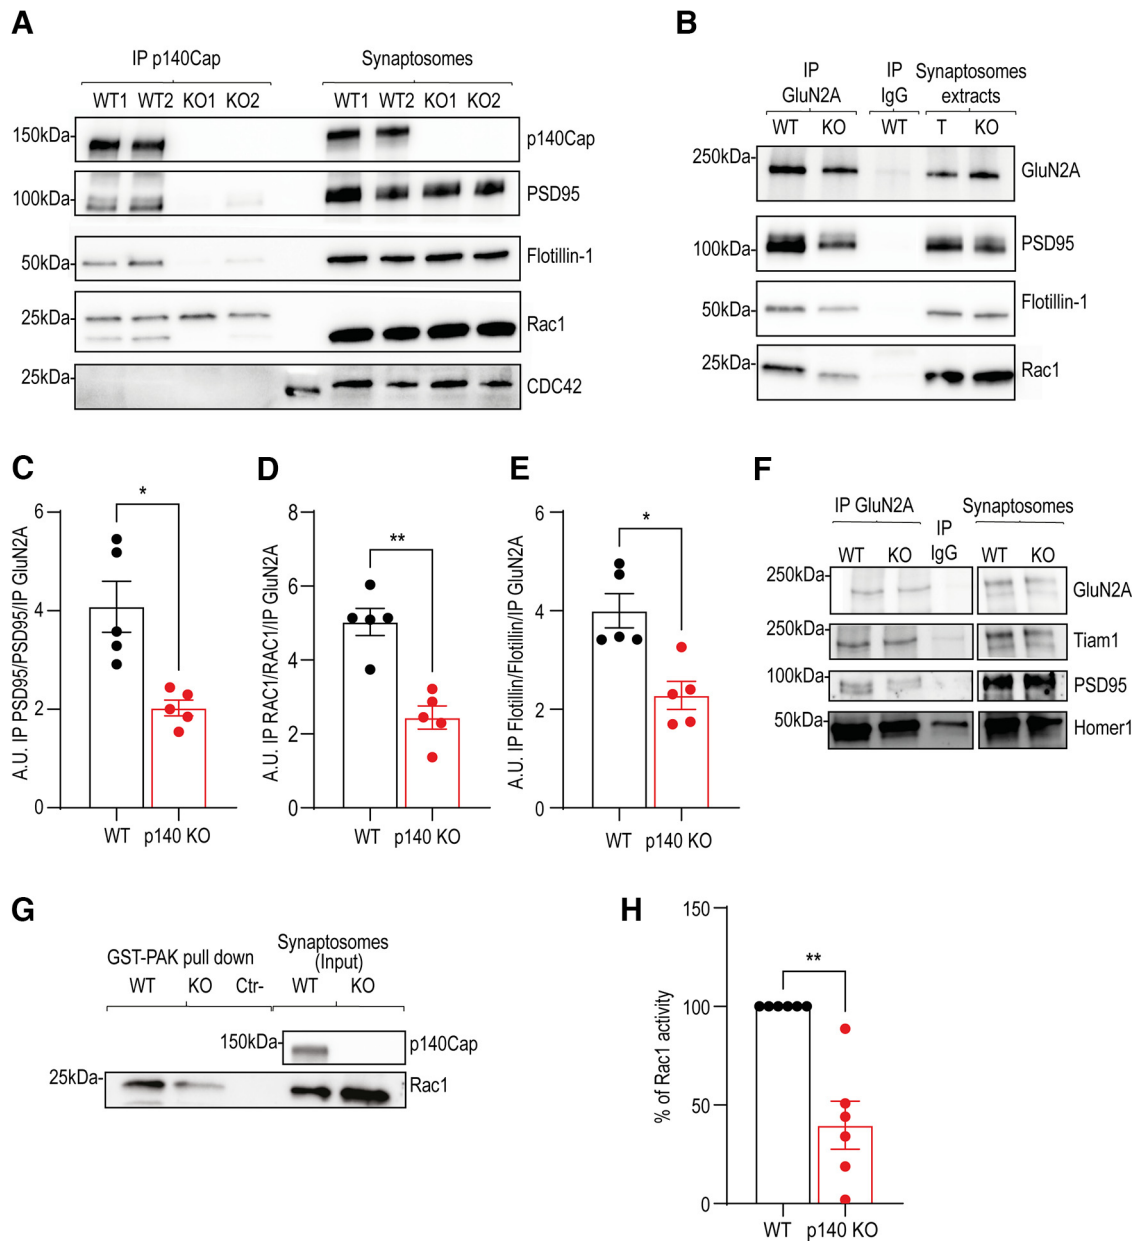 A
IP p140Cap Synaptosomes
WT1 WT2 KO1 KO2 WT1 WT2 KO1 KO2
150kDa- p140Cap
100kDa- PSD95
50kDa- Flotillin-1
25kDa- Rac1
25kDa- CDC42
B
IP GluN2A IP IgG Synaptosomes extracts
WT KO WT T KO
250kDa- GluN2A
100kDa- PSD95
50kDa- Flotillin-1
25kDa- Rac1
C
A.U. IP PSD95/PSD95/IP GluN2A
6
4
2
0
*
WT p140 KO
D
A.U. IP RAC1/RAC1/IP GluN2A
8
6
4
2
0
**
WT p140 KO
E
A.U. IP Flotillin/Flotillin/IP GluN2A
6
4
2
0
*
WT p140 KO
F
IP GluN2A IP IgG Synaptosomes
WT KO WT KO
250kDa- GluN2A
250kDa- Tiam1
100kDa- PSD95
50kDa- Homer1
G
GST-PAK pull down Synaptosomes (Input)
WT KO Ctr- WT KO
150kDa- p140Cap
25kDa- Rac1
H
% of Rac1 activity
150
100
50
0
**
WT p140 KO